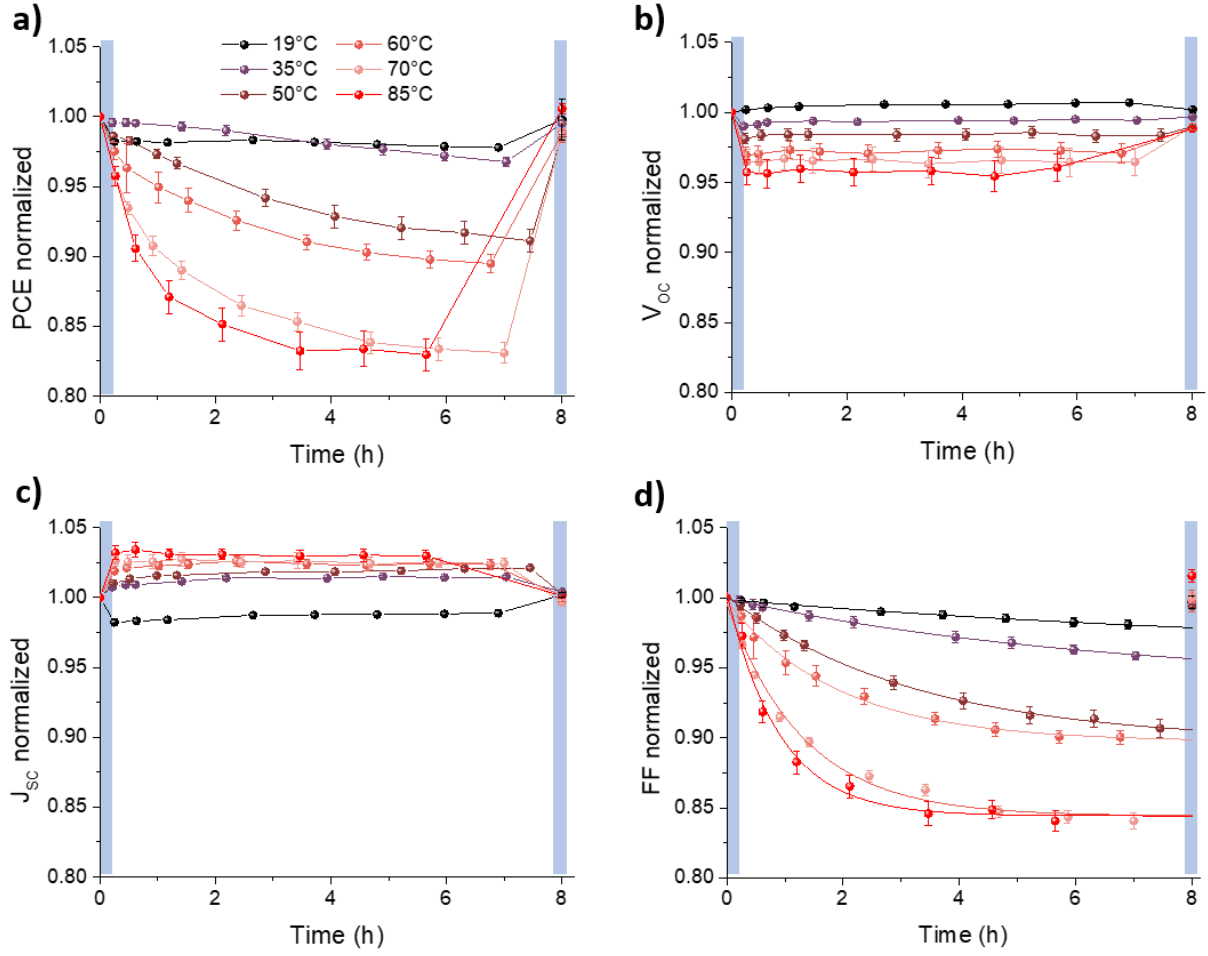 a)
19°C 60°C
35°C 70°C
50°C 85°C
1.05
1.00
0.95
0.90
0.85
0.80
PCE normalized
0 2 4 6 8
Time (h)
b)
1.05
1.00
0.95
0.90
0.85
0.80
V_OC normalized
0 2 4 6 8
Time (h)
c)
1.05
1.00
0.95
0.90
0.85
0.80
J_SC normalized
0 2 4 6 8
Time (h)
d)
1.05
1.00
0.95
0.90
0.85
0.80
FF normalized
0 2 4 6 8
Time (h)